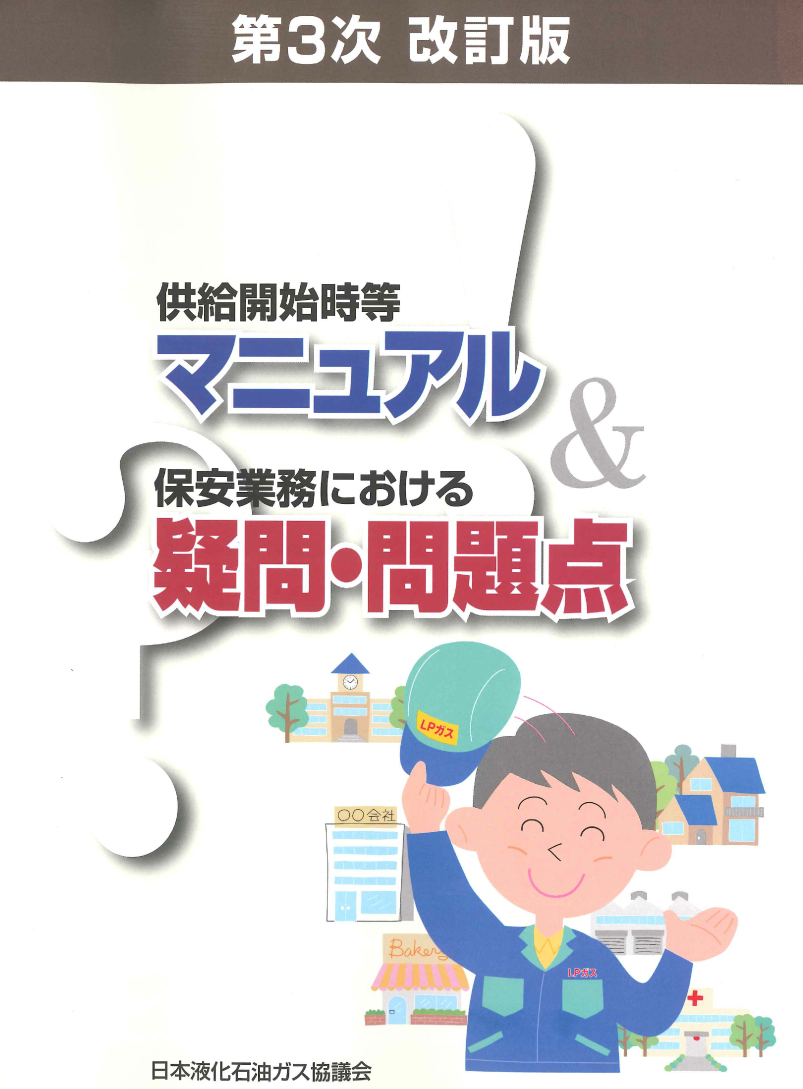 第3次 改訂版
供給開始時等
マニュアル
&
保安業務における
疑問・問題点
LPガス
〇〇会社
Bakery
LPガス
日本液化石油ガス協議会